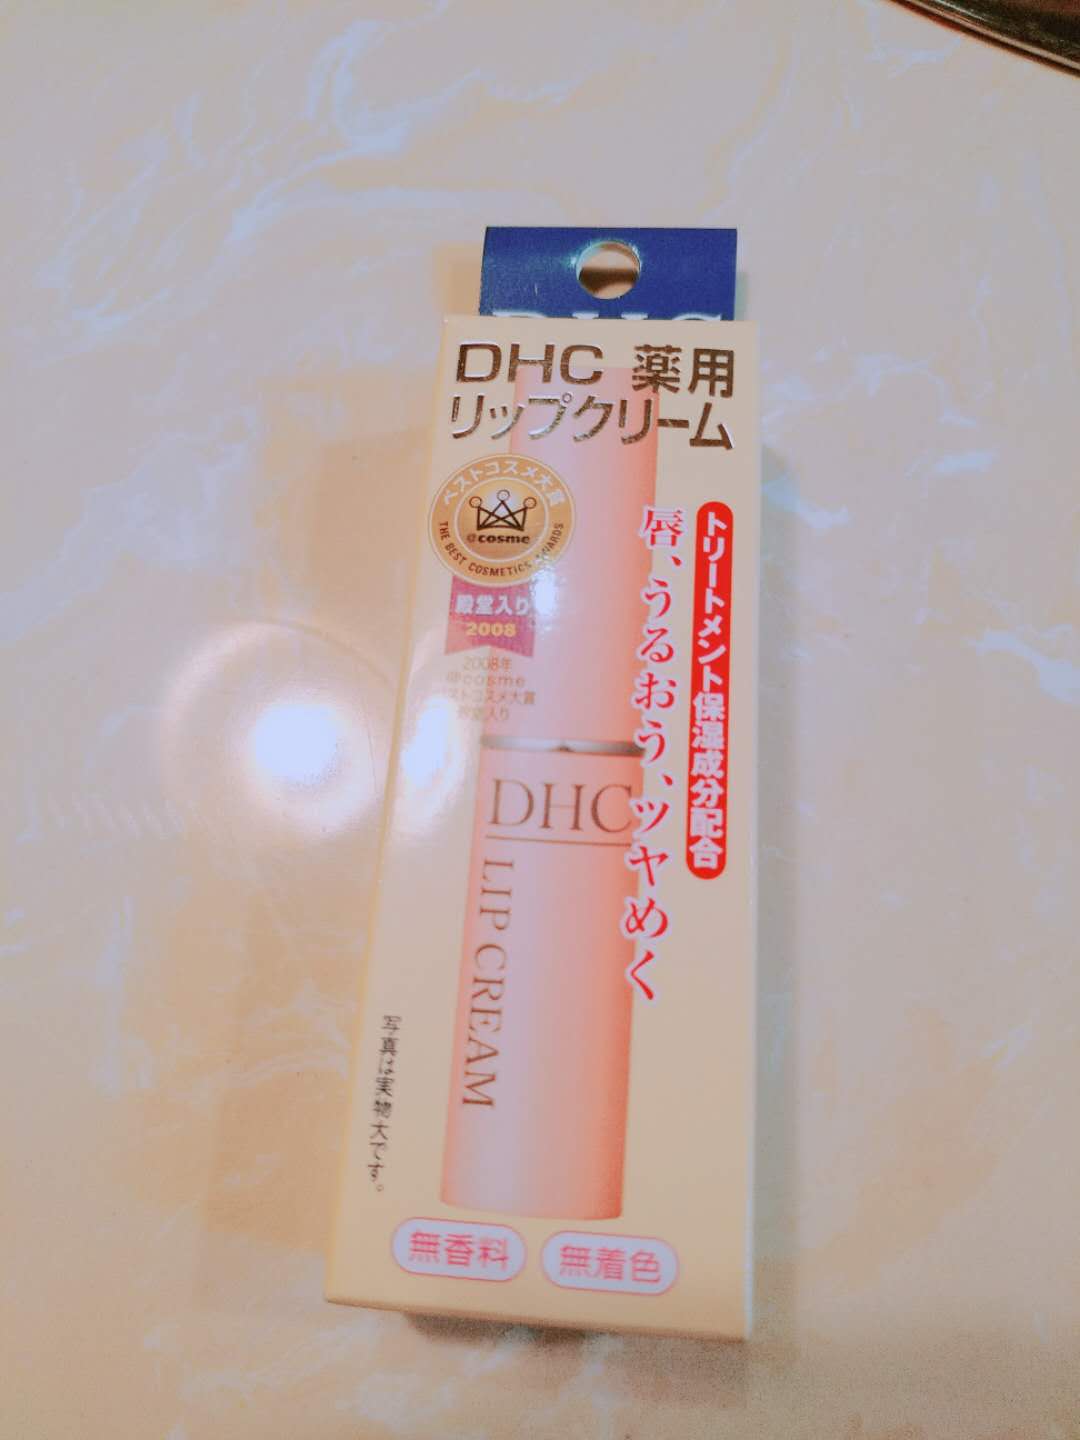 DHC 薬用
リップクリーム
ベストコスメ大賞
@cosme
THE BEST COSMETICS AWARDS
殿堂入り
2008
2008年
@cosme
ベストコスメ大賞
殿堂入り
トリートメント保湿成分配合
唇、うるおう、ツヤめく
DHC
LIP CREAM
写真は実物大です。
無香料
無着色